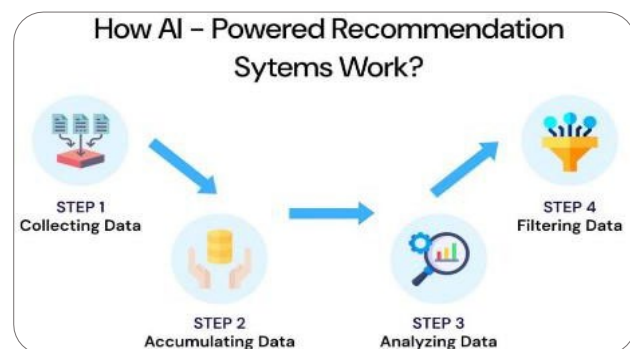 How AI – Powered Recommendation
Sytems Work?
STEP 1
Collecting Data
STEP 2
Accumulating Data
STEP 3
Analyzing Data
STEP 4
Filtering Data